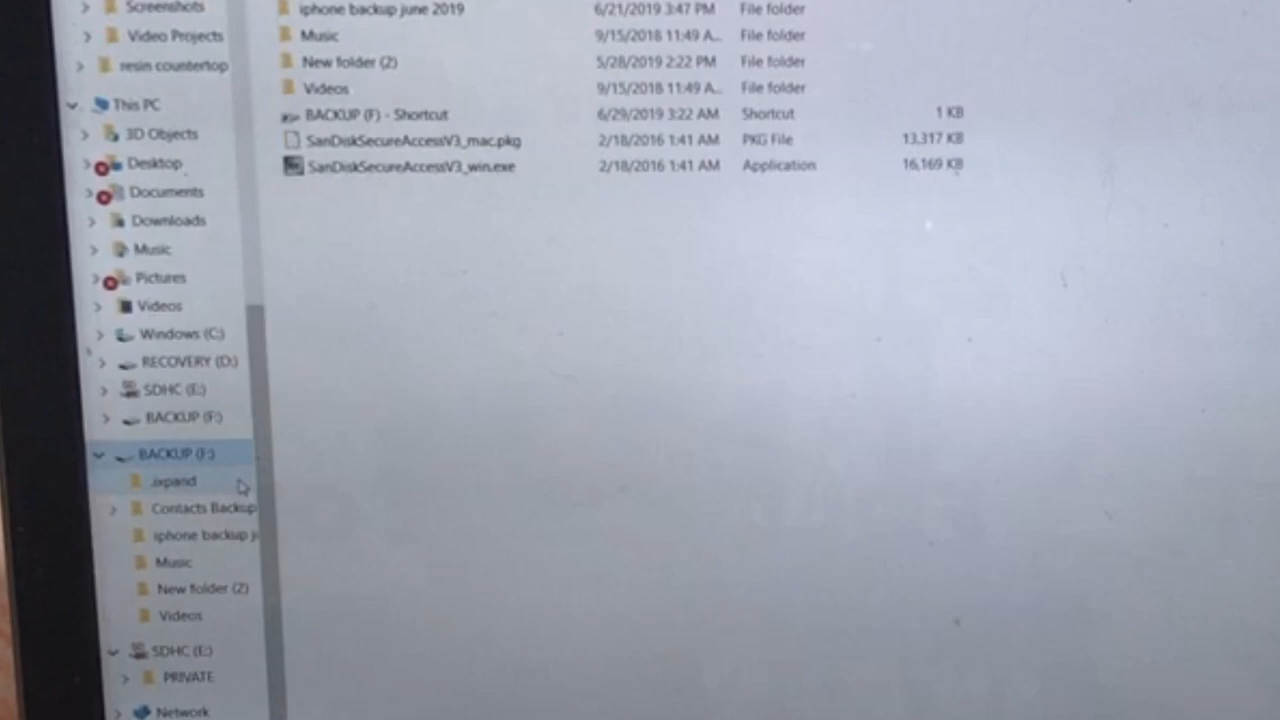 Screenshots
Video Projects
resin countertop
This PC
3D Objects
Desktop
Documents
Downloads
Music
Pictures
Videos
Windows (C:)
RECOVERY (D:)
SDHC (E:)
BACKUP (F:)
BACKUP (F:)
.ixpand
Contacts Backup
iphone backup ju
Music
New folder (2)
Videos
SDHC (E:)
PRIVATE
Network
iphone backup june 2019 6/21/2019 3:47 PM File folder
Music 9/15/2018 11:49 A... File folder
New folder (2) 5/28/2019 2:22 PM File folder
Videos 9/15/2018 11:49 A... File folder
BACKUP (F) - Shortcut 6/29/2019 3:22 AM Shortcut 1 KB
SanDiskSecureAccessV3_mac.pkg 2/18/2016 1:41 AM PKG File 13,317 KB
SanDiskSecureAccessV3_win.exe 2/18/2016 1:41 AM Application 16,169 KB